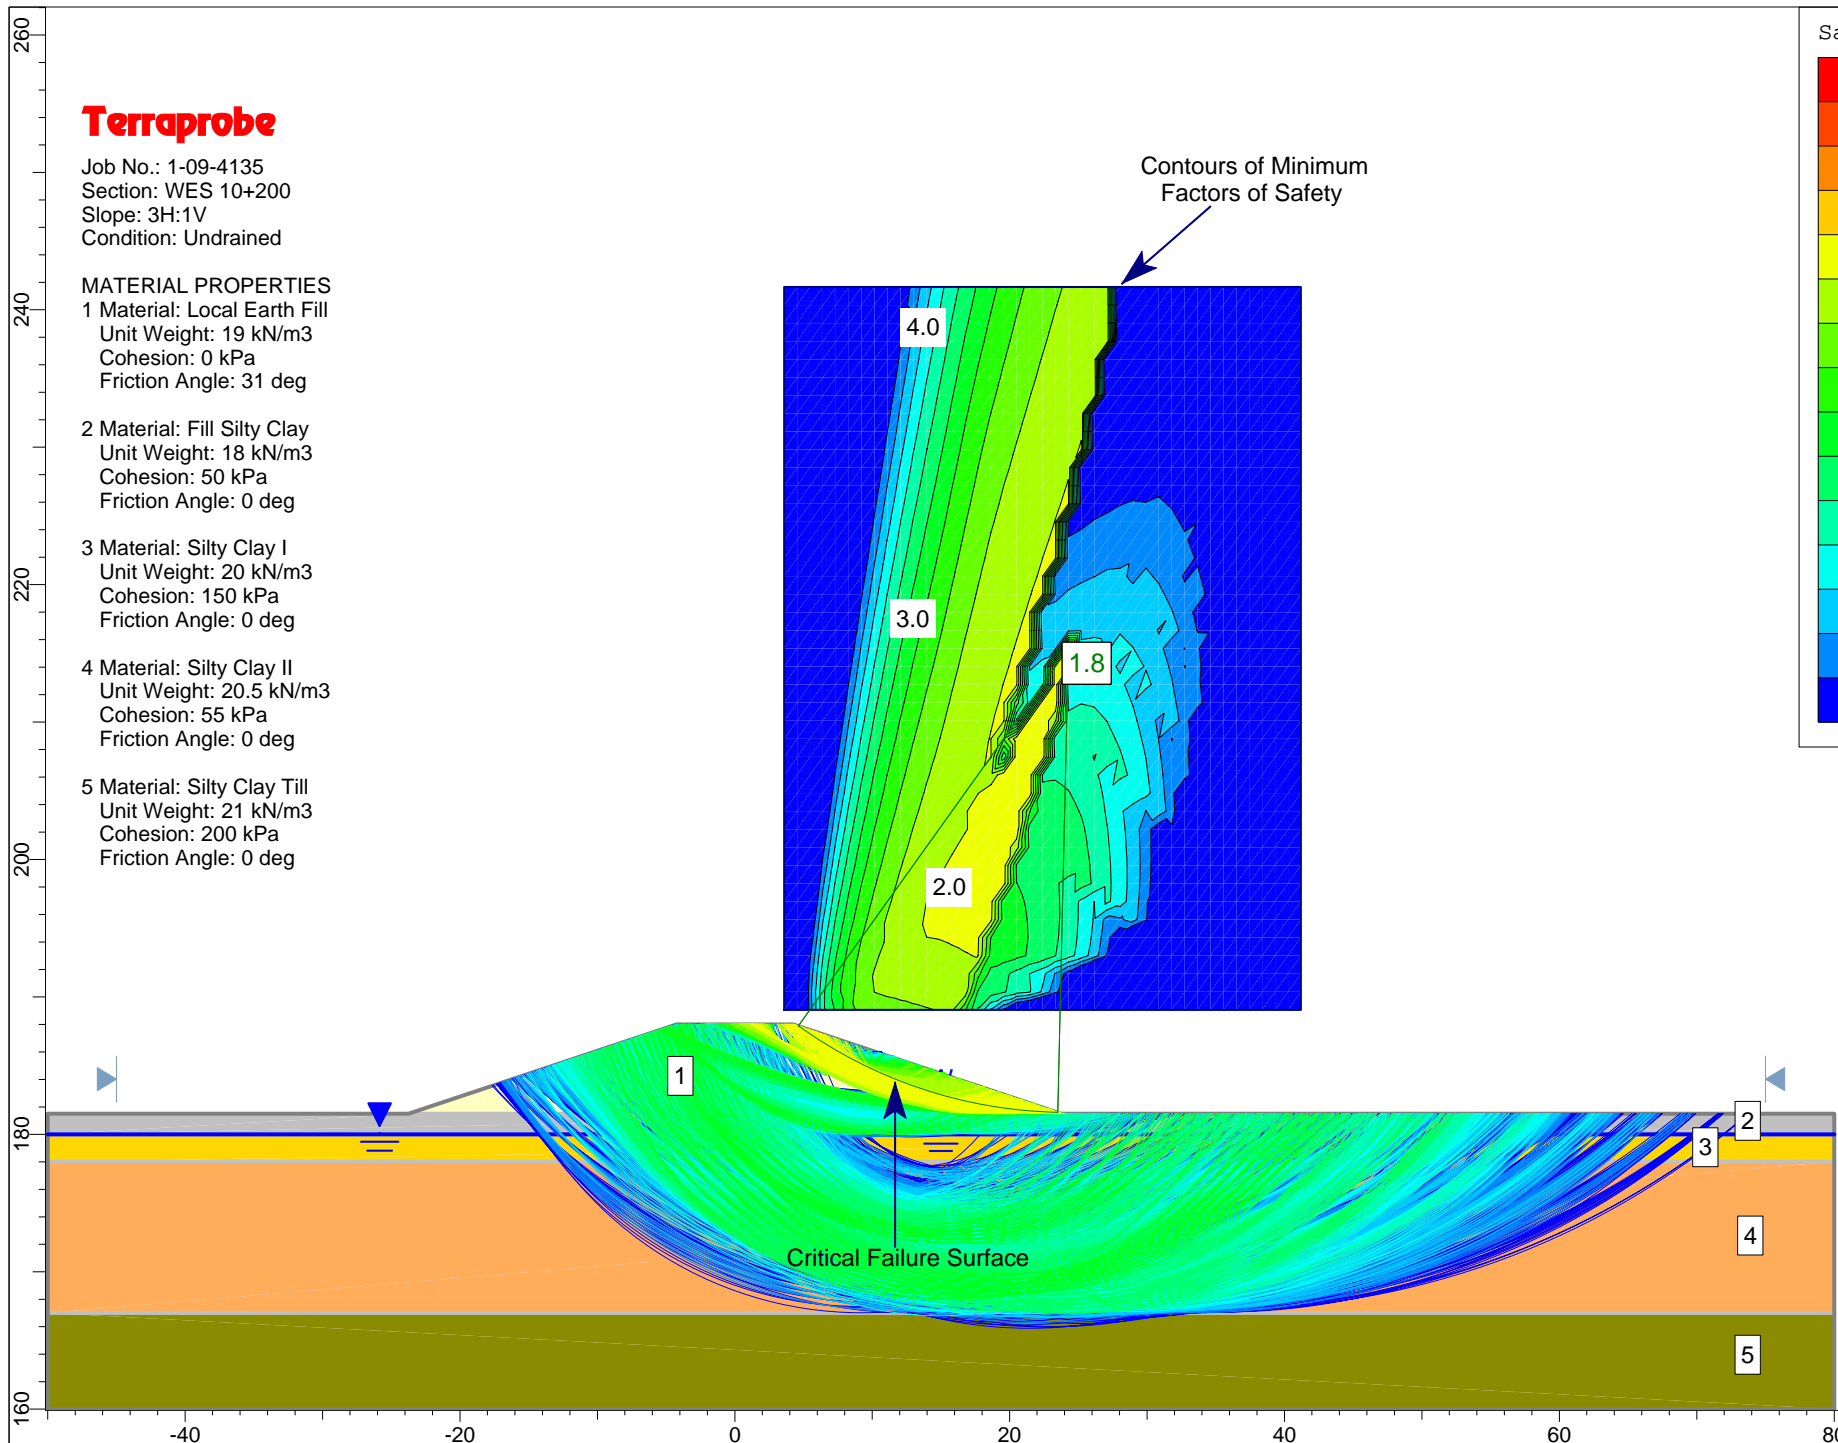 Terraprobe
Job No.: 1-09-4135
Section: WES 10+200
Slope: 3H:1V
Condition: Undrained
MATERIAL PROPERTIES
1 Material: Local Earth Fill
Unit Weight: 19 kN/m3
Cohesion: 0 kPa
Friction Angle: 31 deg
2 Material: Fill Silty Clay
Unit Weight: 18 kN/m3
Cohesion: 50 kPa
Friction Angle: 0 deg
3 Material: Silty Clay I
Unit Weight: 20 kN/m3
Cohesion: 150 kPa
Friction Angle: 0 deg
4 Material: Silty Clay II
Unit Weight: 20.5 kN/m3
Cohesion: 55 kPa
Friction Angle: 0 deg
5 Material: Silty Clay Till
Unit Weight: 21 kN/m3
Cohesion: 200 kPa
Friction Angle: 0 deg
Contours of Minimum
Factors of Safety
4.0
3.0
1.8
2.0
1
2
3
4
5
Critical Failure Surface
260
240
220
200
180
160
-40
-20
0
20
40
60